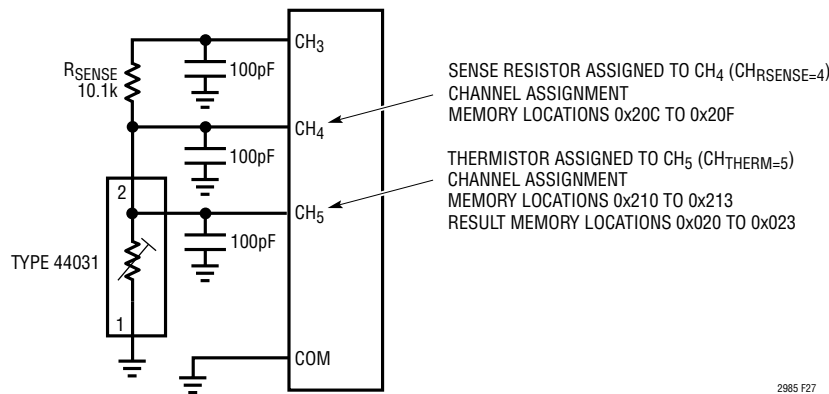 CH3
RSENSE
10.1k
100pF
CH4
100pF
2
CH5
100pF
TYPE 44031
1
COM
SENSE RESISTOR ASSIGNED TO CH4 (CHRSENSE=4)
CHANNEL ASSIGNMENT
MEMORY LOCATIONS 0x20C TO 0x20F
THERMISTOR ASSIGNED TO CH5 (CHTHERM=5)
CHANNEL ASSIGNMENT
MEMORY LOCATIONS 0x210 TO 0x213
RESULT MEMORY LOCATIONS 0x020 TO 0x023
2985 F27